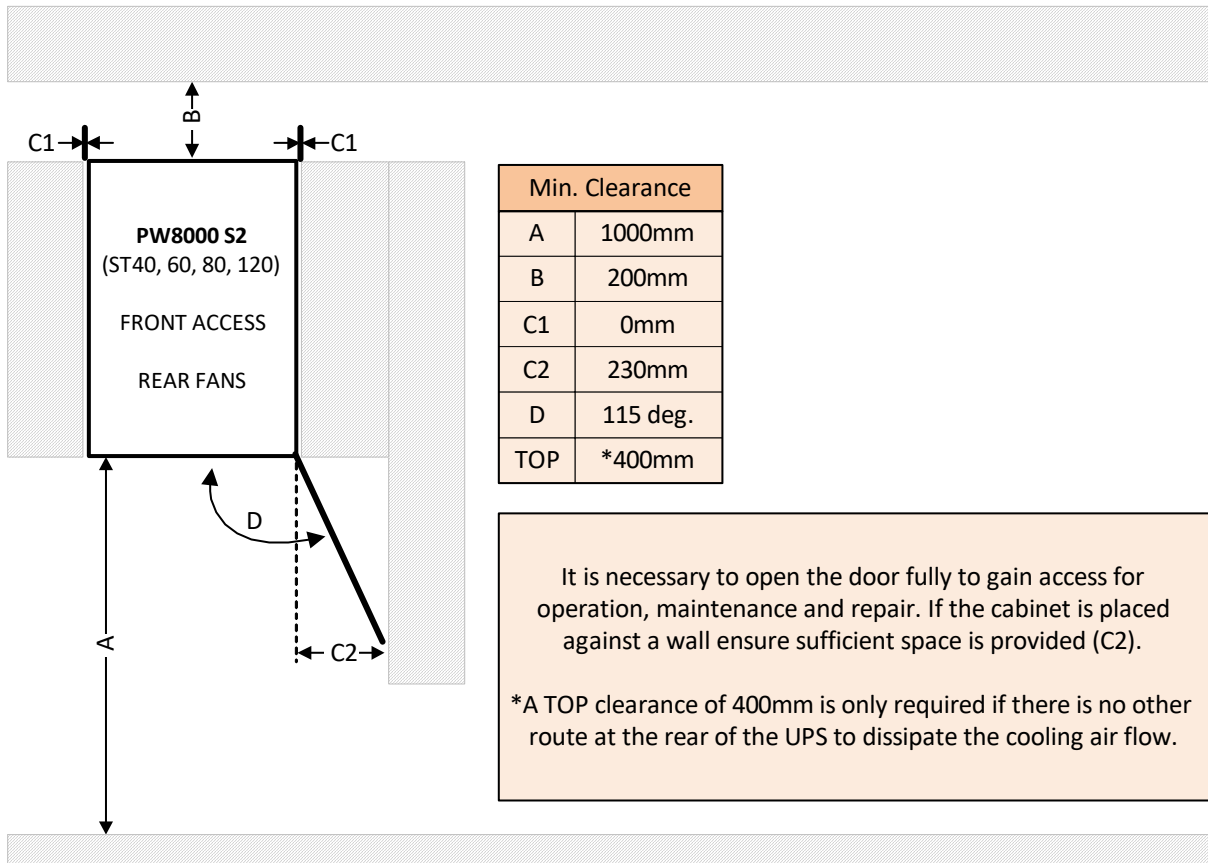 B
C1
C1
PW8000 S2
(ST40, 60, 80, 120)
FRONT ACCESS
REAR FANS
D
A
C2
Min. Clearance
A 1000mm
B 200mm
C1 0mm
C2 230mm
D 115 deg.
TOP *400mm
It is necessary to open the door fully to gain access for
operation, maintenance and repair. If the cabinet is placed
against a wall ensure sufficient space is provided (C2).
*A TOP clearance of 400mm is only required if there is no other
route at the rear of the UPS to dissipate the cooling air flow.